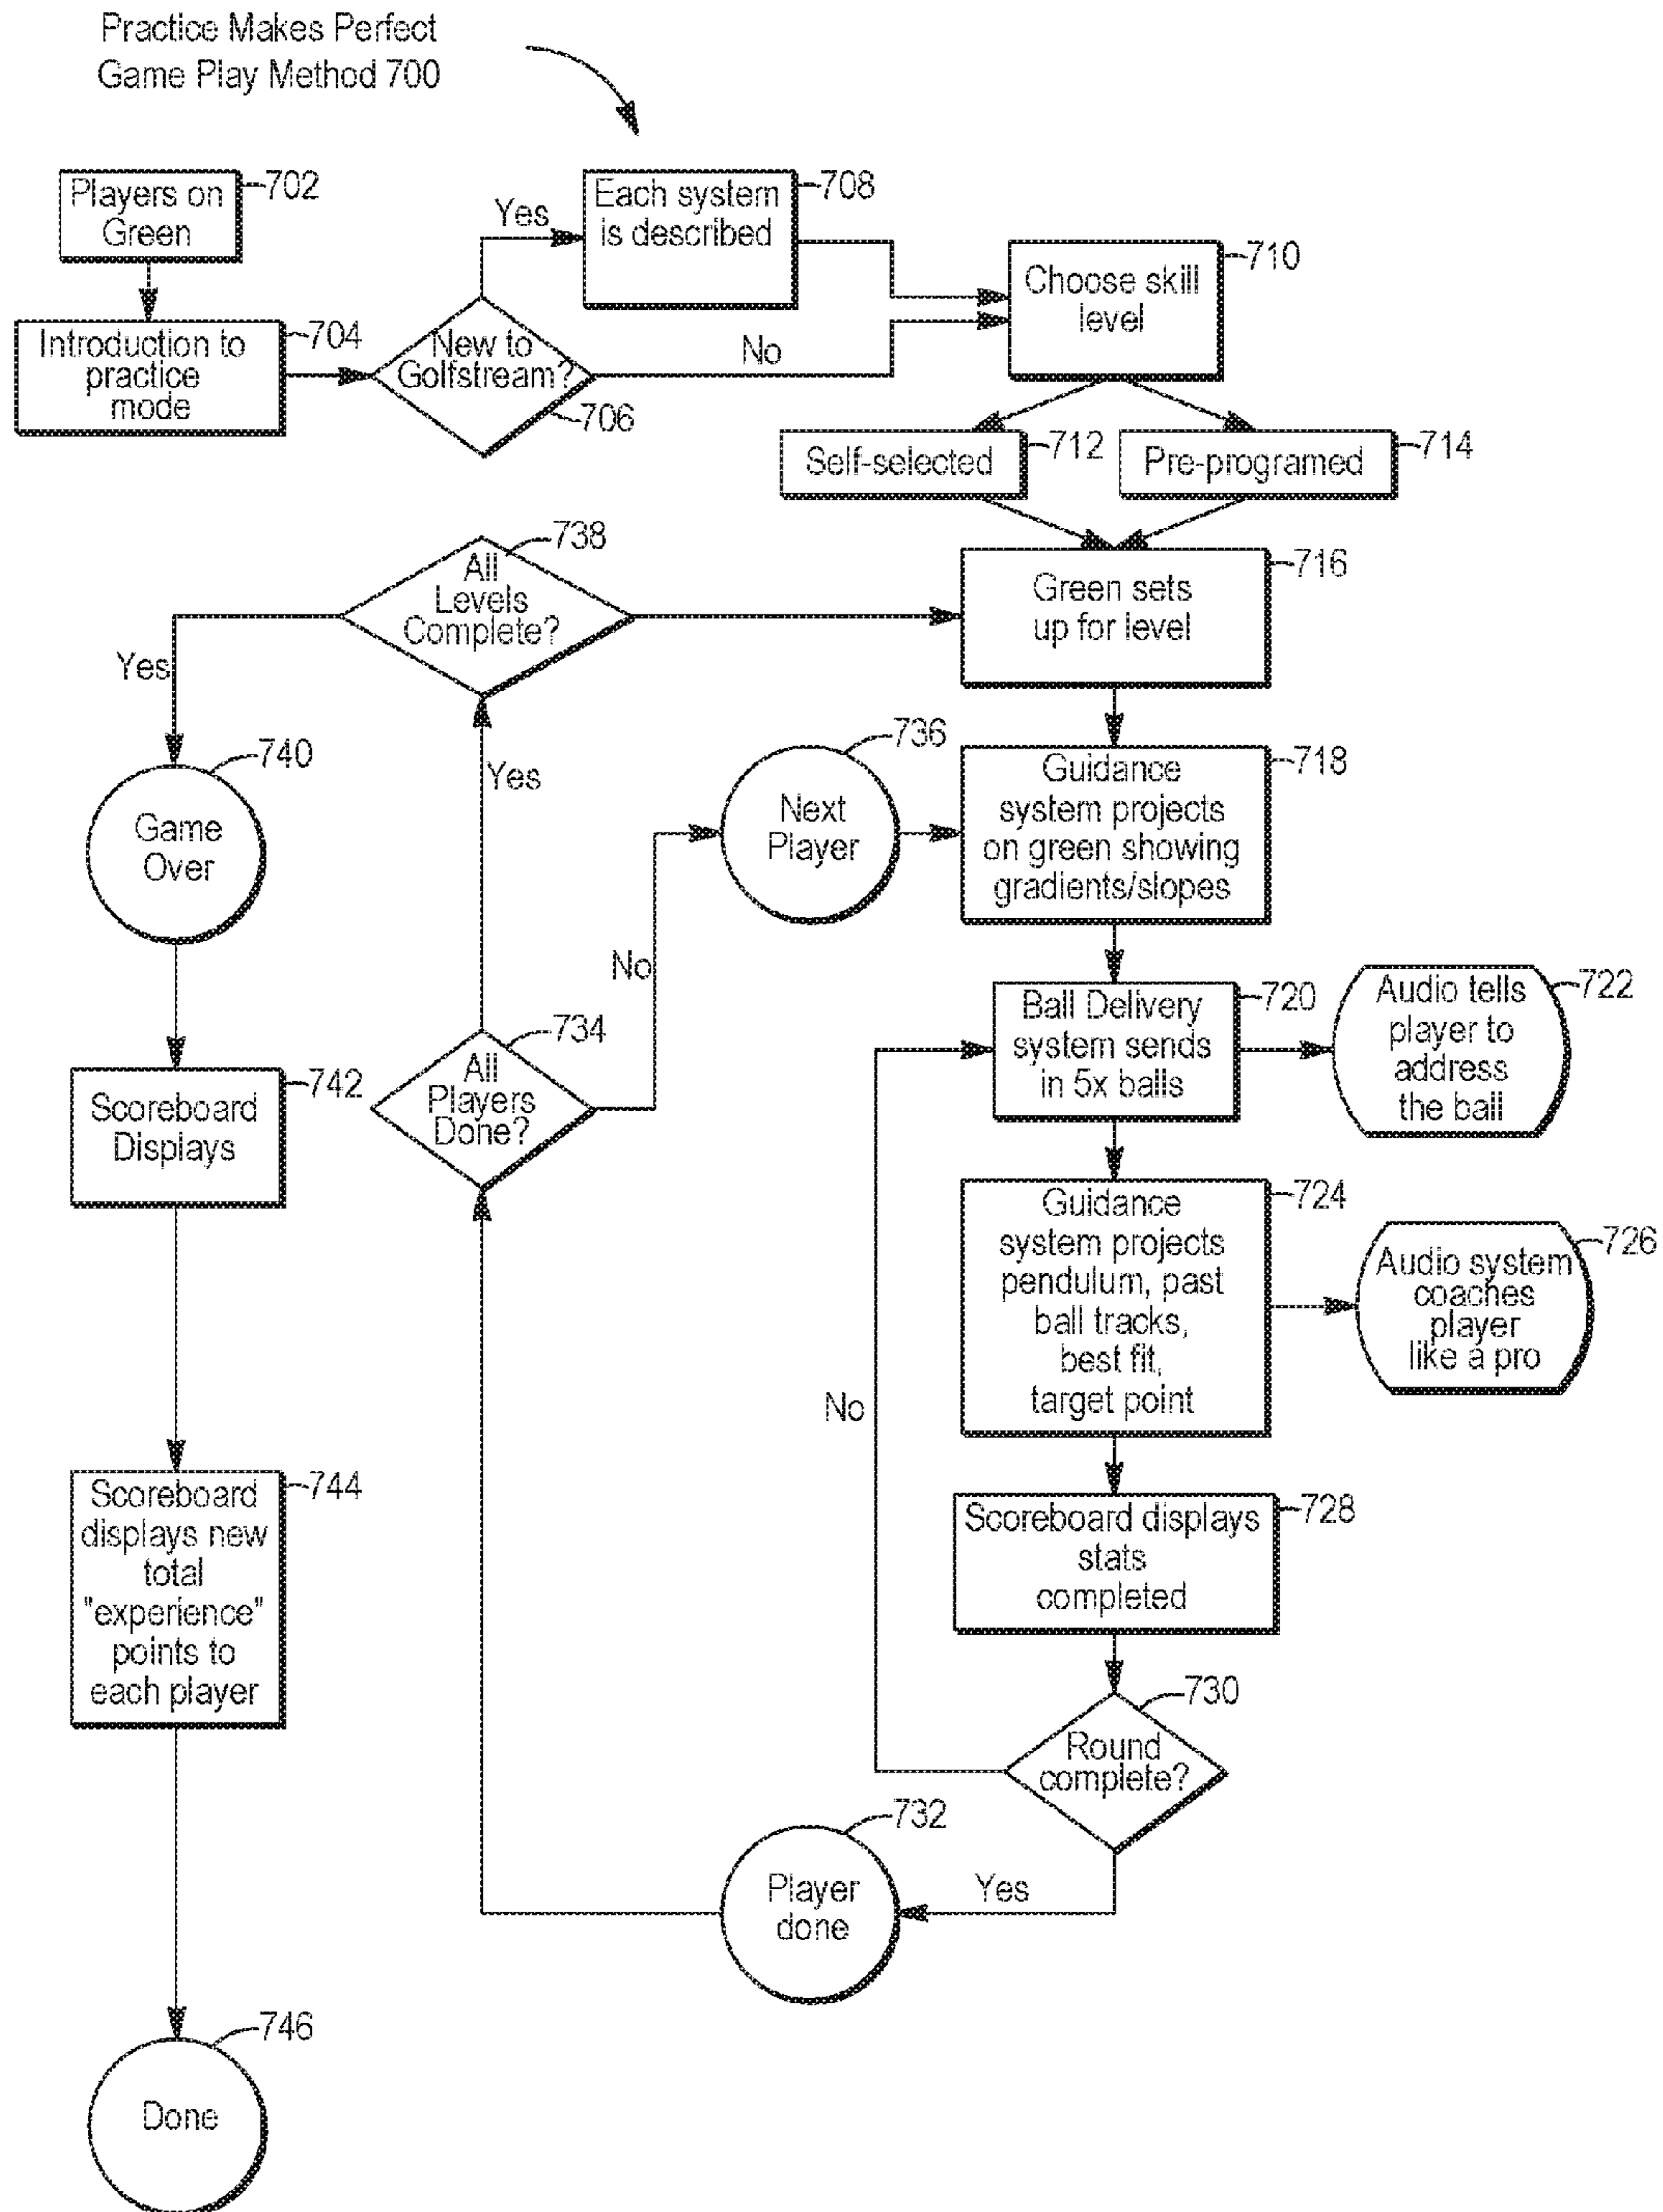 Practice Makes Perfect
Game Play Method 700
Players on
Green
702
Introduction to
practice
mode
704
New to
Golfstream?
706
Yes
No
Each system
is described
708
Choose skill
level
710
Self-selected
712
Pre-programed
714
Green sets
up for level
716
Guidance
system projects
on green showing
gradients/slopes
718
Ball Delivery
system sends
in 5x balls
720
Audio tells
player to
address
the ball
722
Guidance
system projects
pendulum, past
ball tracks,
best fit,
target point
724
Audio system
coaches
player
like a pro
726
Scoreboard displays
stats
completed
728
Round
complete?
730
No
Yes
Player
done
732
All
Players
Done?
734
No
Next
Player
736
Yes
All
Levels
Complete?
738
Yes
Game
Over
740
Scoreboard
Displays
742
Scoreboard
displays new
total
"experience"
points to
each player
744
Done
746